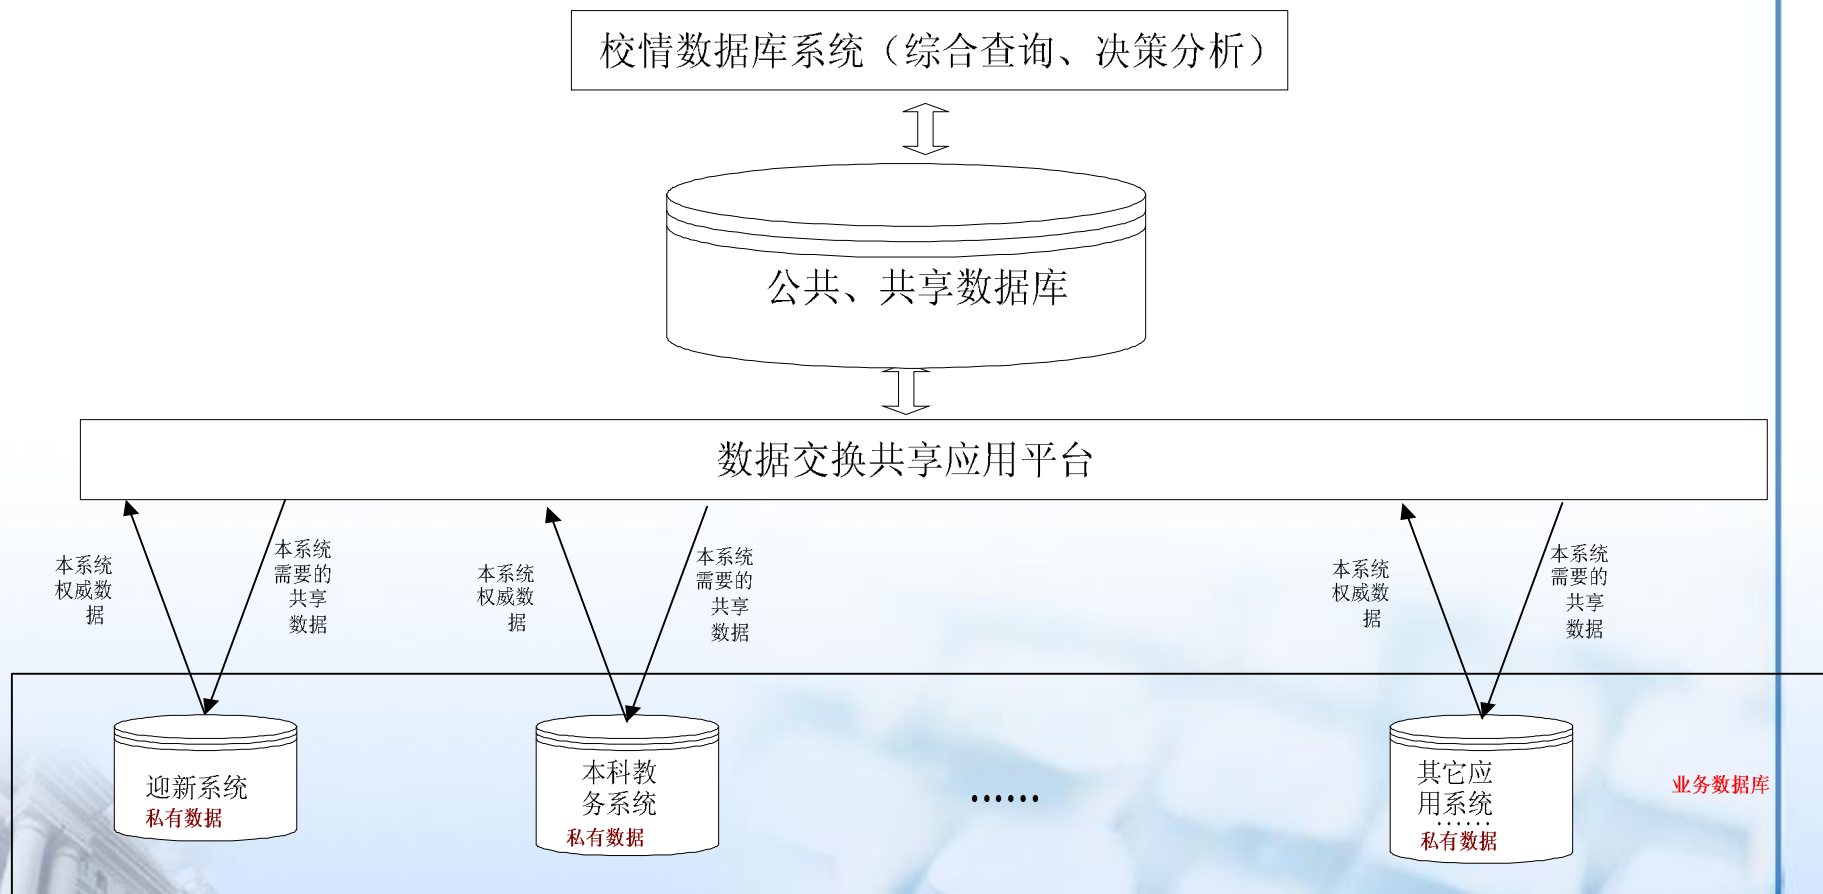 校情数据库系统（综合查询、决策分析）
公共、共享数据库
数据交换共享应用平台
本系统
权威数
据
本系统
需要的
共享
数据
本系统
权威数
据
本系统
需要的
共享
数据
本系统
权威数
据
本系统
需要的
共享
数据
迎新系统
私有数据
本科教
务系统
私有数据
……
其它应
用系统
……
私有数据
业务数据库